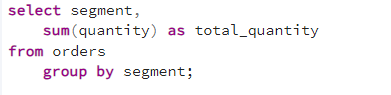 select segment,
    sum(quantity) as total_quantity
from orders
    group by segment;